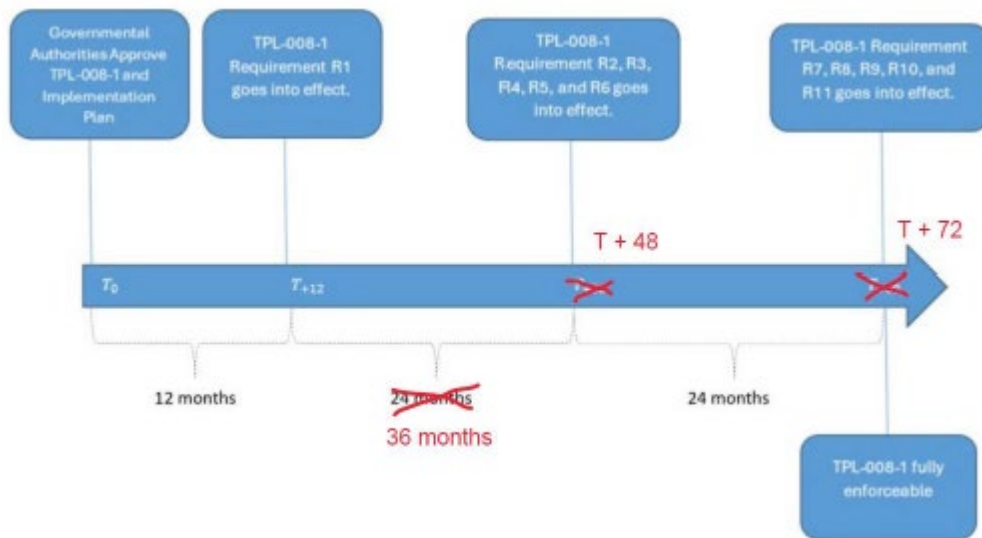 Governmental
Authorities Approve
TPL-008-1 and
Implementation
Plan
TPL-008-1
Requirement R1
goes into effect.
TPL-008-1
Requirement R2, R3,
R4, R5, and R6 goes
into effect.
TPL-008-1 Requirement
R7, R8, R9, R10, and
R11 goes into effect.
T + 48
T + 72
T0
T+12
12 months
24 months
36 months
24 months
TPL-008-1 fully
enforceable